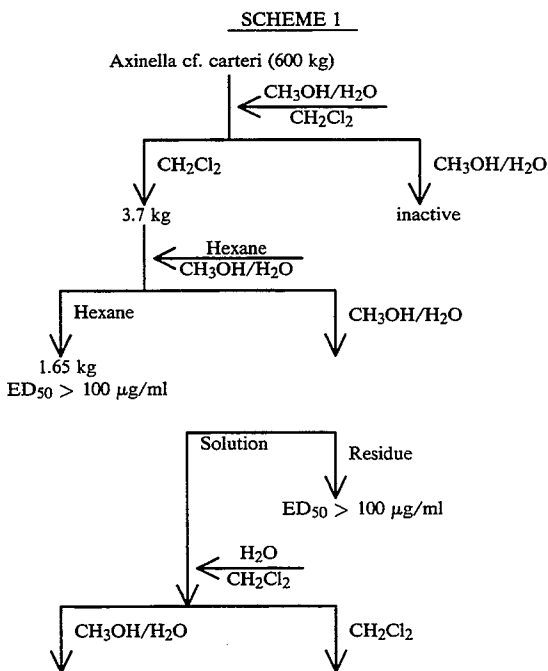 SCHEME 1
Axinella cf. carteri (600 kg)
CH3OH/H2O
CH2Cl2
CH2Cl2
CH3OH/H2O
3.7 kg
inactive
Hexane
CH3OH/H2O
Hexane
CH3OH/H2O
1.65 kg
ED50 > 100 µg/ml
Solution
Residue
ED50 > 100 µg/ml
H2O
CH2Cl2
CH3OH/H2O
CH2Cl2